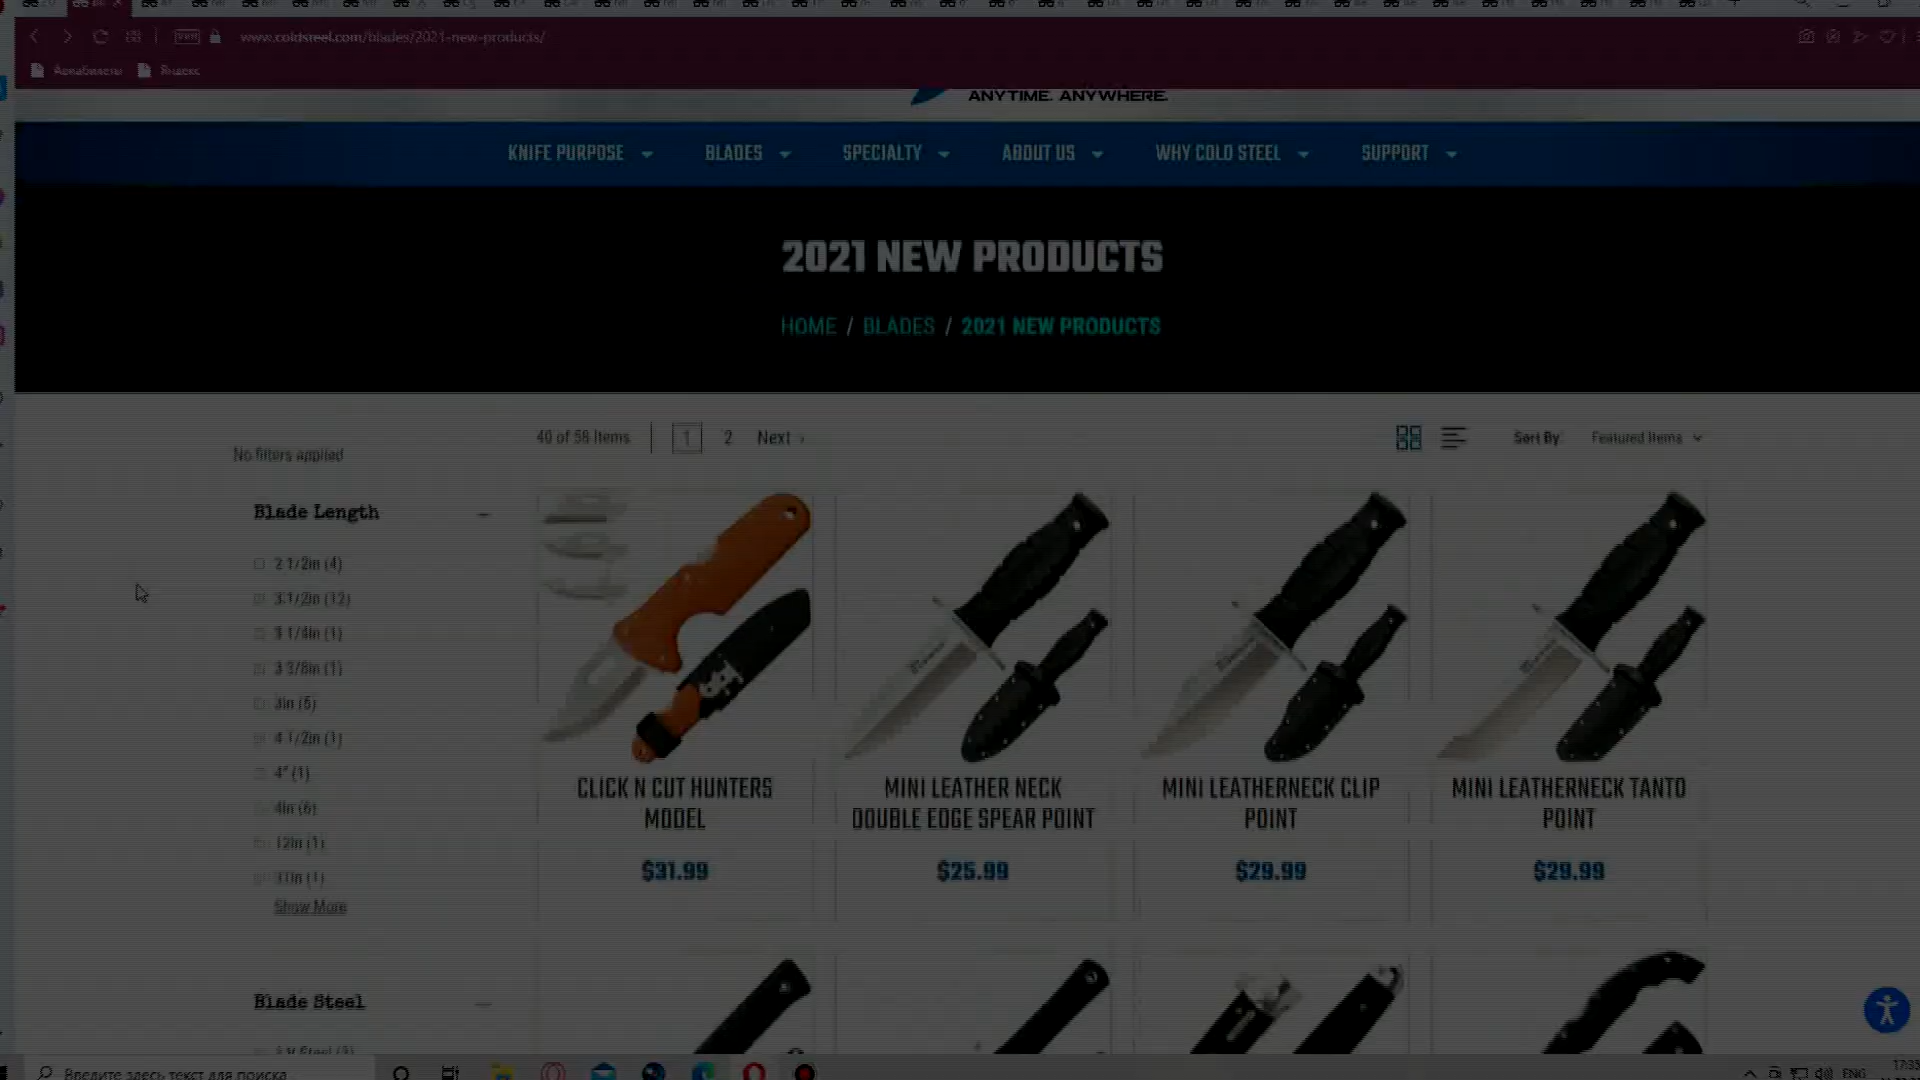 www.coldsteel.com/blades/2021-new-products/
Авиабилеты Яндекс
ANYTIME. ANYWHERE.
KNIFE PURPOSE BLADES SPECIALTY ABOUT US WHY COLD STEEL SUPPORT
2021 NEW PRODUCTS
HOME / BLADES / 2021 NEW PRODUCTS
No filters applied
40 of 58 Items 1 2 Next ›
Sort By: Featured Items
Blade Length
2 1/2in (4)
3 1/2in (12)
3 1/4in (1)
3 3/8in (1)
3in (5)
4 1/2in (1)
4" (1)
4in (6)
12in (1)
Show More
Blade Steel
CLICK N CUT HUNTERS
MODEL
$31.99
MINI LEATHER NECK
DOUBLE EDGE SPEAR POINT
$25.99
MINI LEATHERNECK CLIP
POINT
$29.99
MINI LEATHERNECK TANTO
POINT
$29.99
Введите здесь текст для поиска
ENG